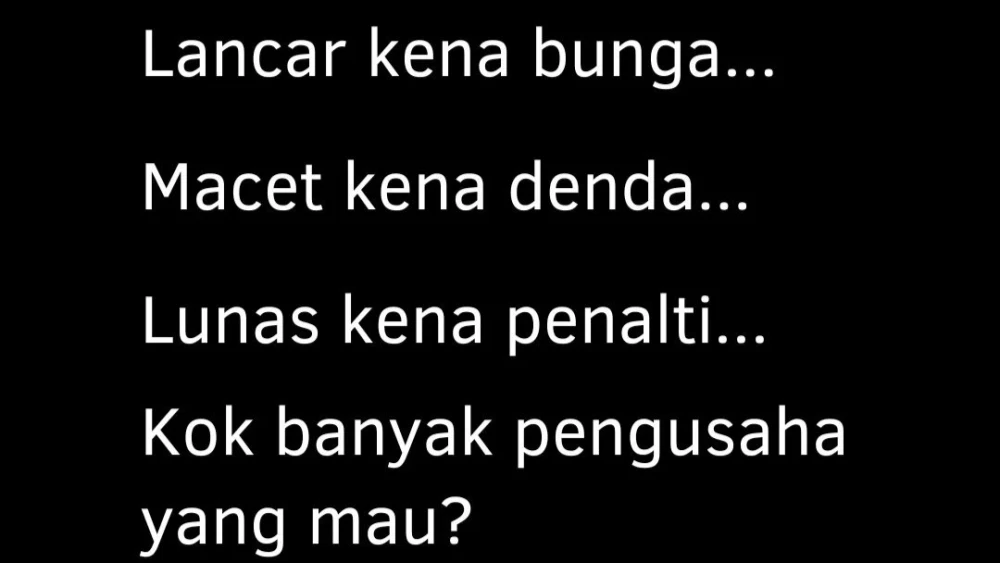 Lancar kena bunga...
Macet kena denda...
Lunas kena penalti...
Kok banyak pengusaha
yang mau?